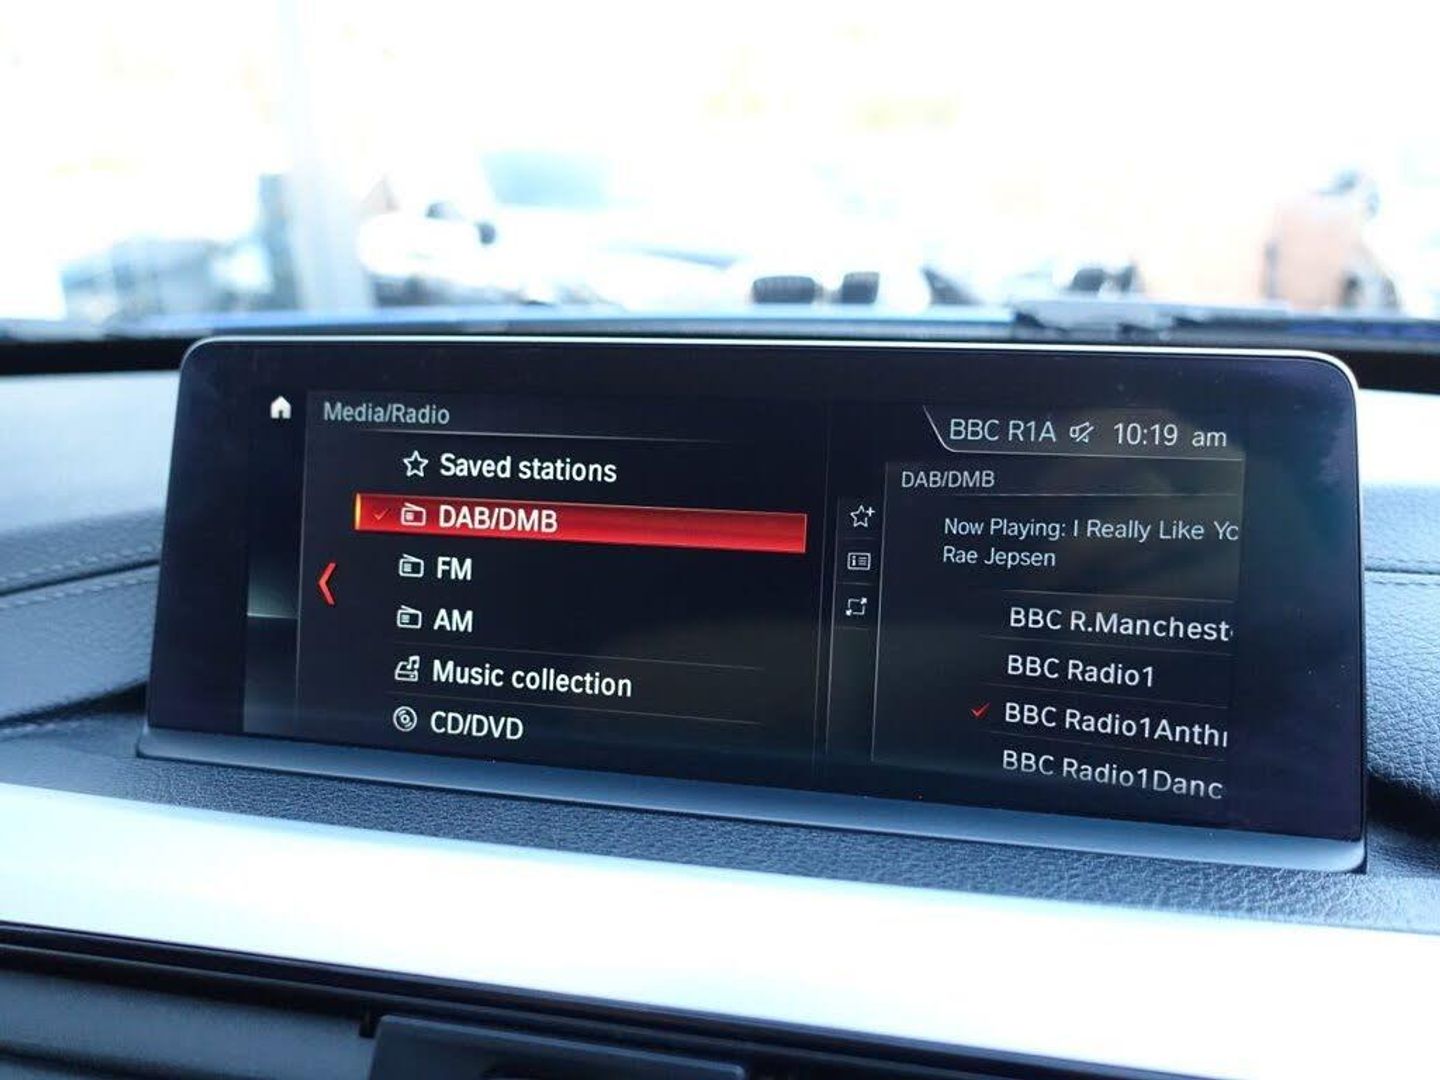 Media/Radio
Saved stations
DAB/DMB
FM
AM
Music collection
CD/DVD
BBC R1A 10:19 am
DAB/DMB
Now Playing: I Really Like Yo
Rae Jepsen
BBC R.Manchest
BBC Radio1
BBC Radio1Anth
BBC Radio1Danc